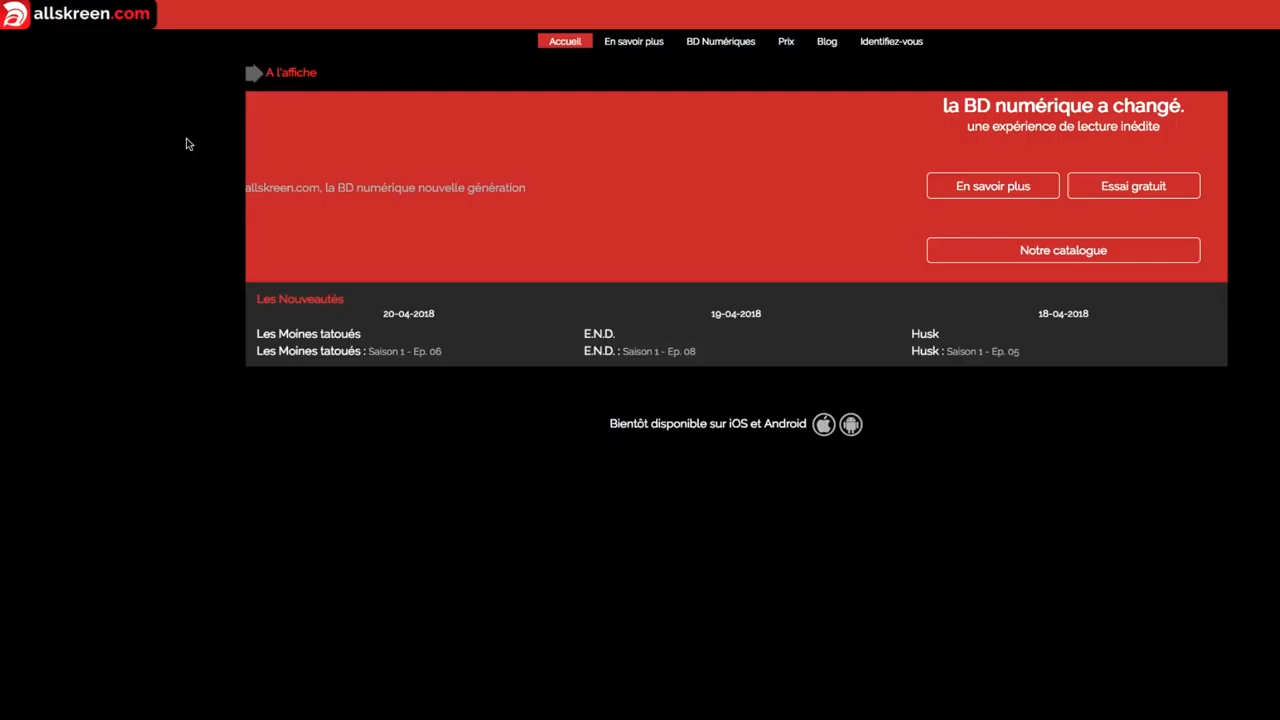 allskreen.com
Accueil En savoir plus BD Numériques Prix Blog Identifiez-vous
A l'affiche
la BD numérique a changé.
une expérience de lecture inédite
allskreen.com, la BD numérique nouvelle génération
En savoir plus Essai gratuit
Notre catalogue
Les Nouveautés
20-04-2018 19-04-2018 18-04-2018
Les Moines tatoués E.N.D. Husk
Les Moines tatoués : Saison 1 - Ep. 06 E.N.D. : Saison 1 - Ep. 08 Husk : Saison 1 - Ep. 05
Bientôt disponible sur iOS et Android